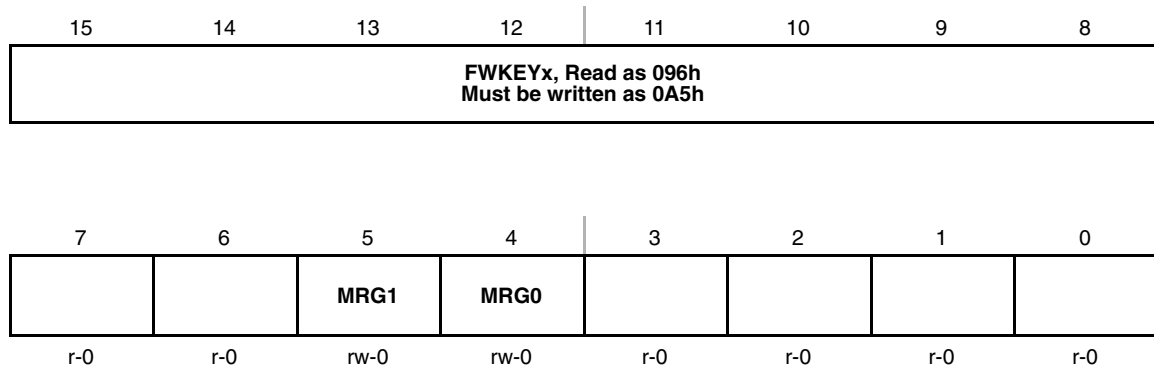 15 14 13 12 11 10 9 8
FWKEYx, Read as 096h
Must be written as 0A5h
7 6 5 4 3 2 1 0
MRG1 MRG0
r-0 r-0 rw-0 rw-0 r-0 r-0 r-0 r-0